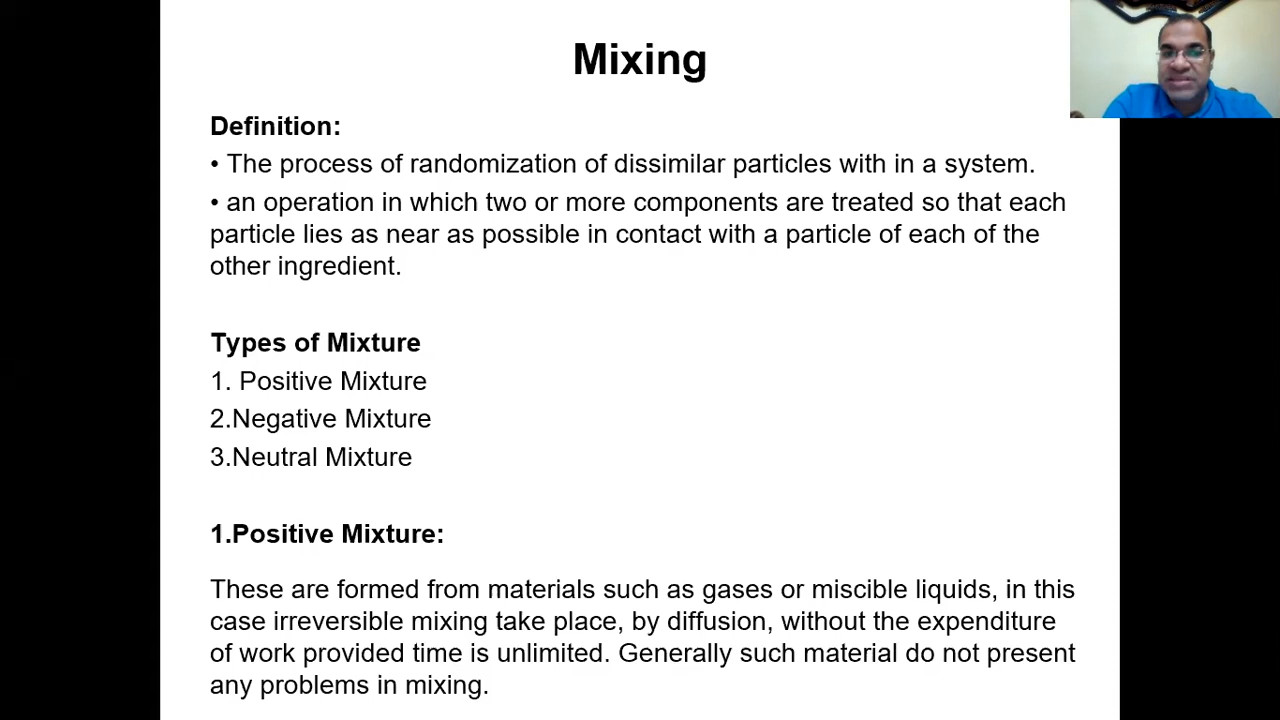 Mixing
Definition:
• The process of randomization of dissimilar particles with in a system.
• an operation in which two or more components are treated so that each
particle lies as near as possible in contact with a particle of each of the
other ingredient.
Types of Mixture
1. Positive Mixture
2.Negative Mixture
3.Neutral Mixture
1.Positive Mixture:
These are formed from materials such as gases or miscible liquids, in this
case irreversible mixing take place, by diffusion, without the expenditure
of work provided time is unlimited. Generally such material do not present
any problems in mixing.